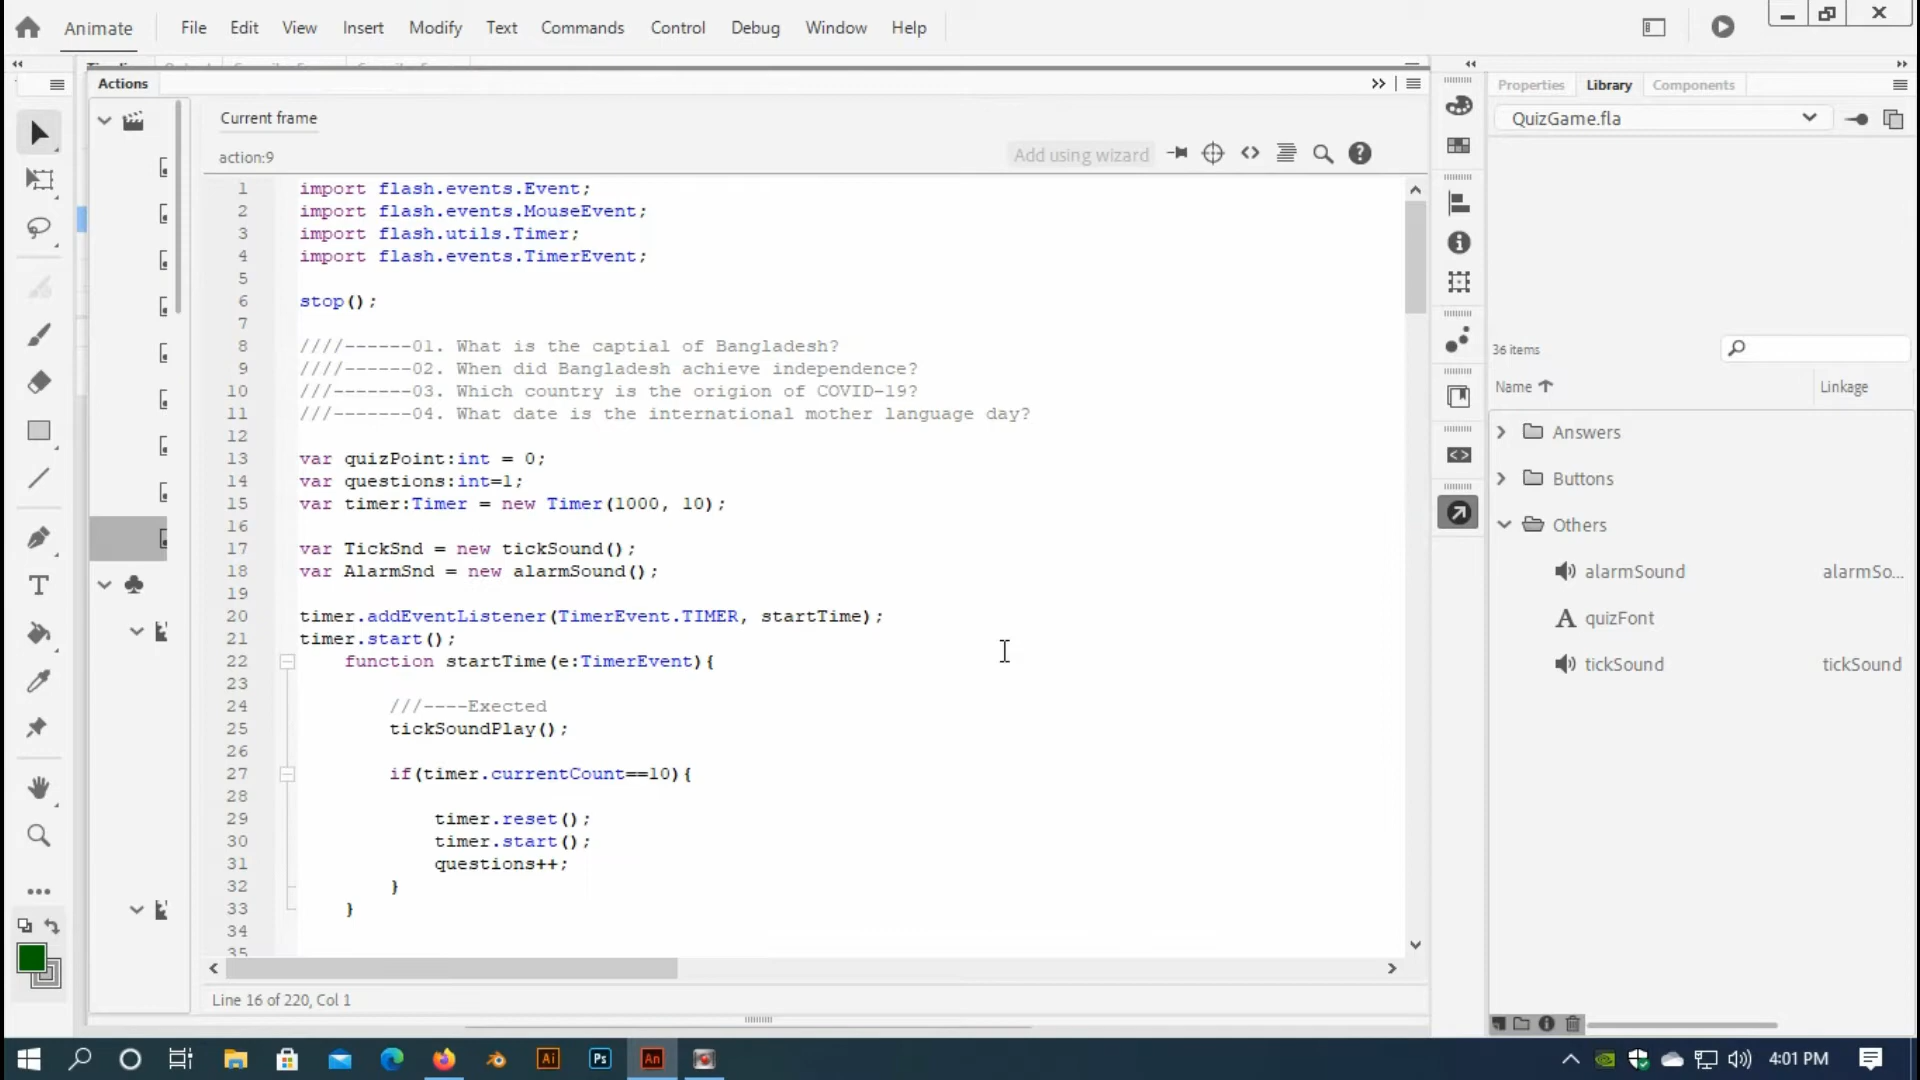 Animate File Edit View Insert Modify Text Commands Control Debug Window Help
Actions
Properties Library Components
Current frame
QuizGame.fla
action:9
Add using wizard
1 import flash.events.Event;
2 import flash.events.MouseEvent;
3 import flash.utils.Timer;
4 import flash.events.TimerEvent;
5
6 stop();
7
8 ////------01. What is the captial of Bangladesh?
9 ////------02. When did Bangladesh achieve independence?
10 ///-------03. Which country is the origion of COVID-19?
11 ///-------04. What date is the international mother language day?
12
13 var quizPoint:int = 0;
14 var questions:int=1;
15 var timer:Timer = new Timer(1000, 10);
16
17 var TickSnd = new tickSound();
18 var AlarmSnd = new alarmSound();
19
20 timer.addEventListener(TimerEvent.TIMER, startTime);
21 timer.start();
22 function startTime(e:TimerEvent){
23
24 ///----Exected
25 tickSoundPlay();
26
27 if(timer.currentCount==10){
28
29 timer.reset();
30 timer.start();
31 questions++;
32 }
33 }
34
35
Line 16 of 220, Col 1
36 items
Name Linkage
Answers
Buttons
Others
alarmSound alarmSo...
quizFont
tickSound tickSound
Ai Ps An
4:01 PM